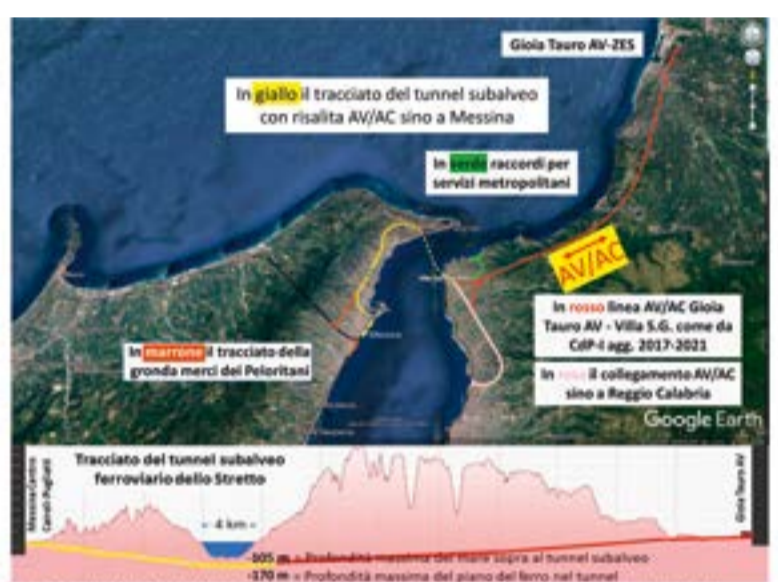 Gioia Tauro AV-ZES
In giallo il tracciato del tunnel subalveo
con risalita AV/AC sino a Messina
In verde raccordi per
servizi metropolitani
AV/AC
In rosso linea AV/AC Gioia
Tauro AV - Villa S.G. come da
CdP-I agg. 2017-2021
In marrone il tracciato della
gronda merci dei Peloritani
In rosa il collegamento AV/AC
sino a Reggio Calabria
Messina
Google Earth
Tracciato del tunnel subalveo
ferroviario dello Stretto
Messina Centro
Gioia Tauro AV
4 km
-105 m = Profondità massima del mare sopra al tunnel subalveo
-170 m = Profondità massima del piano del ferro nel tunnel